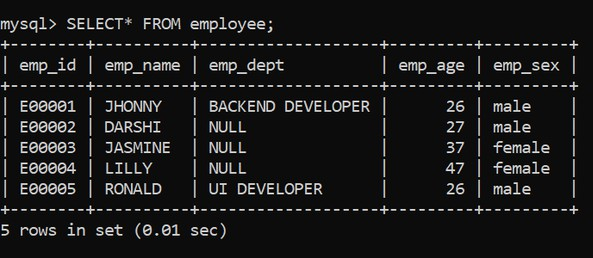 mysql> SELECT* FROM employee;
+--------+----------+-------------------+---------+---------+
| emp_id | emp_name | emp_dept          | emp_age | emp_sex |
+--------+----------+-------------------+---------+---------+
| E00001 | JHONNY   | BACKEND DEVELOPER |      26 | male    |
| E00002 | DARSHI   | NULL              |      27 | male    |
| E00003 | JASMINE  | NULL              |      37 | female  |
| E00004 | LILLY    | NULL              |      47 | female  |
| E00005 | RONALD   | UI DEVELOPER      |      26 | male    |
+--------+----------+-------------------+---------+---------+
5 rows in set (0.01 sec)